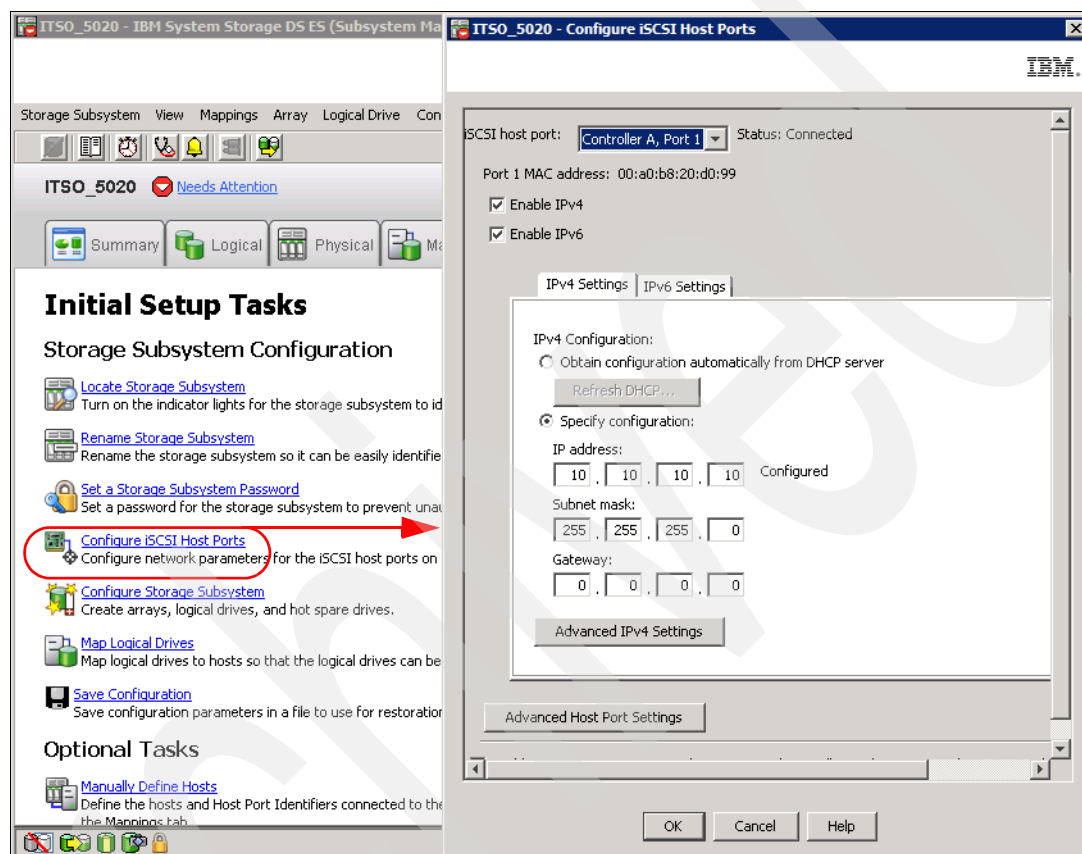 ITSO_5020 - IBM System Storage DS ES (Subsystem Ma
Storage Subsystem View Mappings Array Logical Drive Con
ITSO_5020 Needs Attention
Summary Logical Physical Ma
Initial Setup Tasks
Storage Subsystem Configuration
Locate Storage Subsystem
Turn on the indicator lights for the storage subsystem to id
Rename Storage Subsystem
Rename the storage subsystem so it can be easily identifie
Set a Storage Subsystem Password
Set a password for the storage subsystem to prevent unau
Configure iSCSI Host Ports
Configure network parameters for the iSCSI host ports on
Configure Storage Subsystem
Create arrays, logical drives, and hot spare drives.
Map Logical Drives
Map logical drives to hosts so that the logical drives can be
Save Configuration
Save configuration parameters in a file to use for restoration
Optional Tasks
Manually Define Hosts
Define the hosts and Host Port Identifiers connected to the
the Mappings tab
ITSO_5020 - Configure iSCSI Host Ports
IBM.
iSCSI host port: Controller A, Port 1 Status: Connected
Port 1 MAC address: 00:a0:b8:20:d0:99
Enable IPv4
Enable IPv6
IPv4 Settings IPv6 Settings
IPv4 Configuration:
Obtain configuration automatically from DHCP server
Refresh DHCP...
Specify configuration:
IP address:
10 . 10 . 10 . 10 Configured
Subnet mask:
255 . 255 . 255 . 0
Gateway:
0 . 0 . 0 . 0
Advanced IPv4 Settings
Advanced Host Port Settings
OK Cancel Help